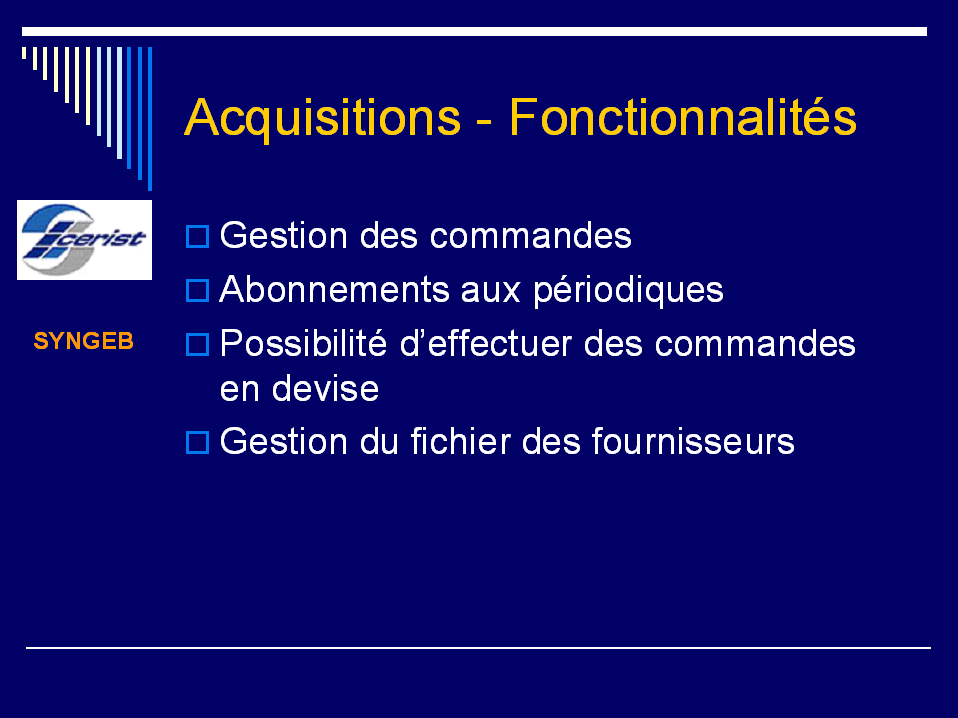 Acquisitions - Fonctionnalités
cerist
SYNGEB
Gestion des commandes
Abonnements aux périodiques
Possibilité d’effectuer des commandes
en devise
Gestion du fichier des fournisseurs